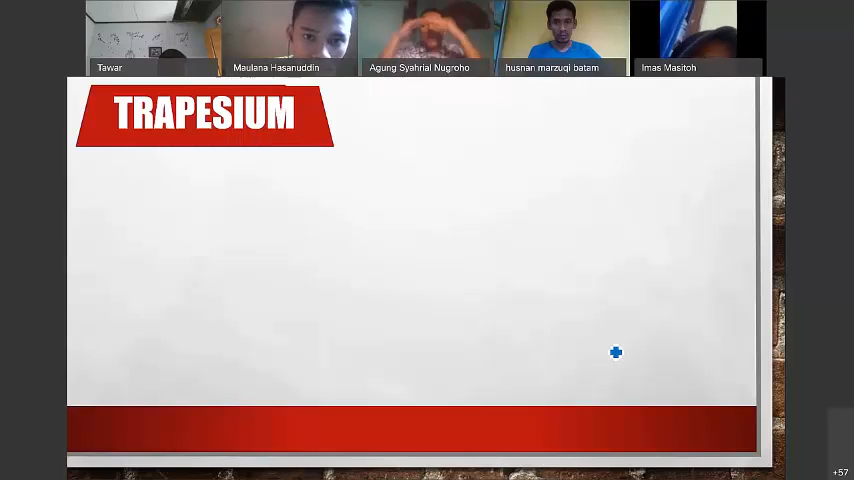 Tawar
Maulana Hasanuddin
Agung Syahrial Nugroho
husnan marzuqi batam
Imas Masitoh
TRAPESIUM
+57